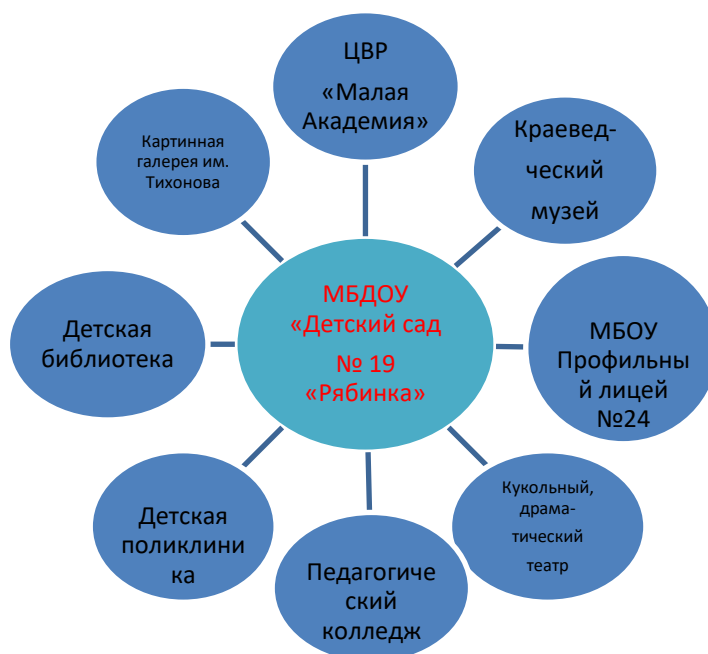 ЦВР
«Малая
Академия»
Краевед-
ческий
музей
Картинная
галерея им.
Тихонова
МБДОУ
«Детский сад
№ 19
«Рябинка»
Детская
библиотека
МБОУ
Профильны
й лицей
№24
Детская
поликлини
ка
Педагогиче
ский
колледж
Кукольный,
драма-
тический
театр